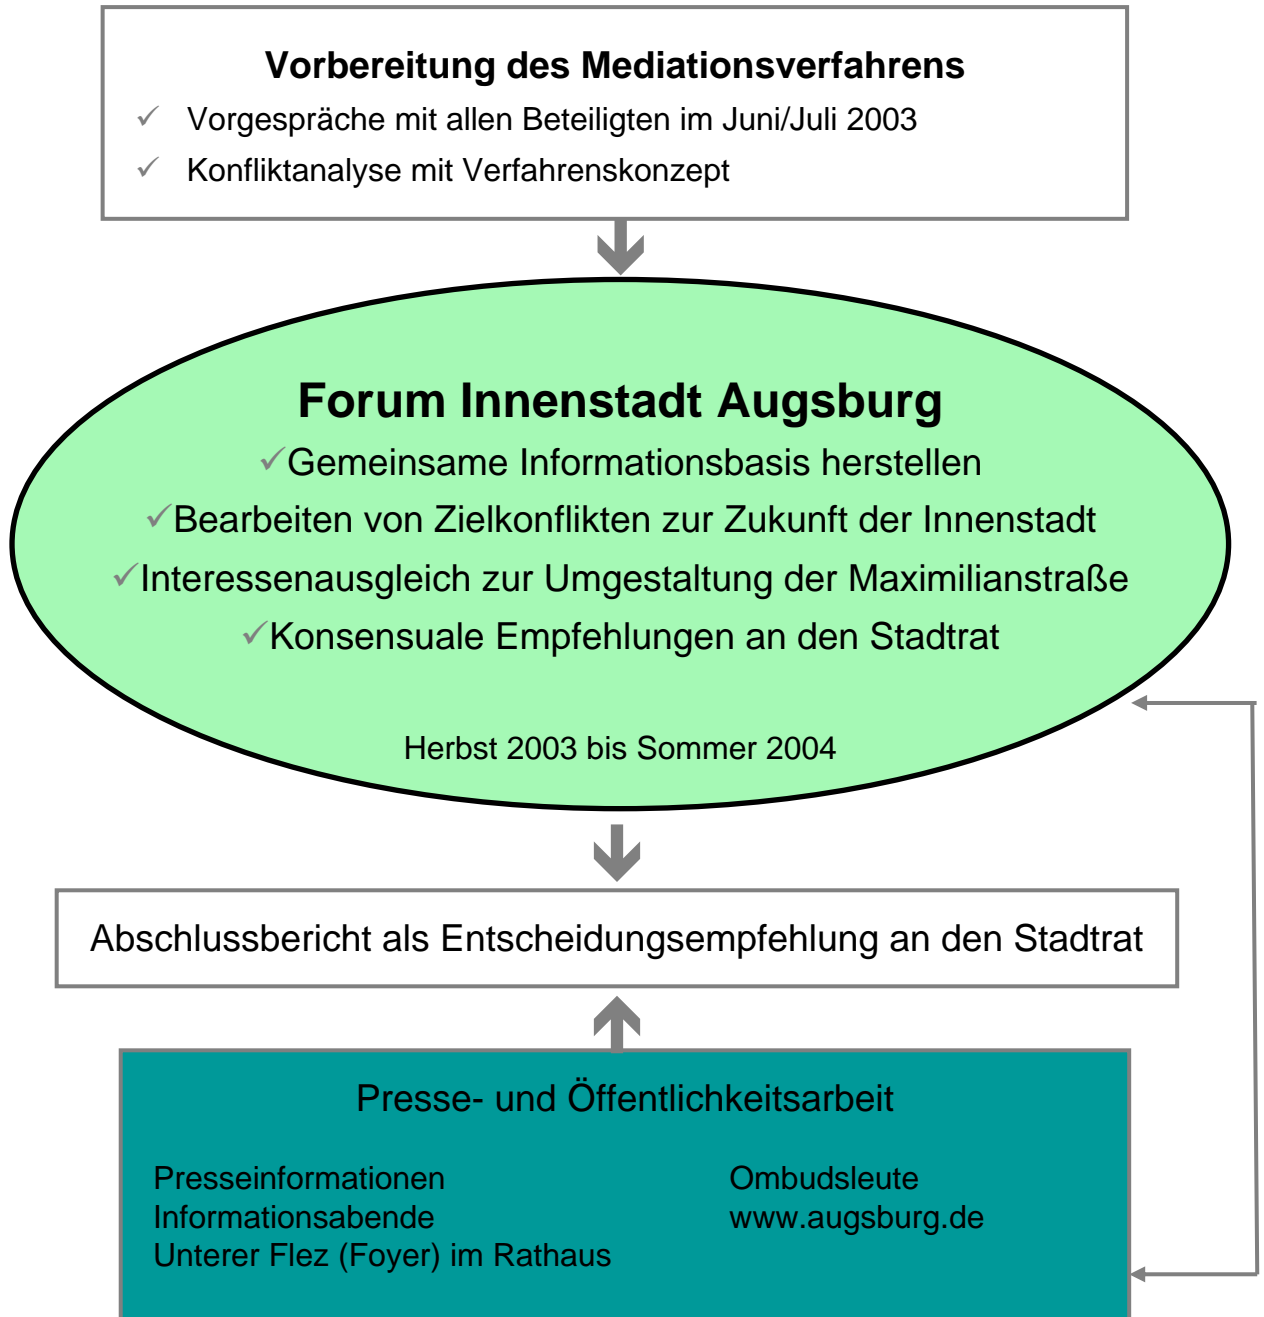 Vorbereitung des Mediationsverfahrens
✓ Vorgespräche mit allen Beteiligten im Juni/Juli 2003
✓ Konfliktanalyse mit Verfahrenskonzept
Forum Innenstadt Augsburg
✓Gemeinsame Informationsbasis herstellen
✓Bearbeiten von Zielkonflikten zur Zukunft der Innenstadt
✓Interessenausgleich zur Umgestaltung der Maximilianstraße
✓Konsensuale Empfehlungen an den Stadtrat
Herbst 2003 bis Sommer 2004
Abschlussbericht als Entscheidungsempfehlung an den Stadtrat
Presse- und Öffentlichkeitsarbeit
Presseinformationen
Informationsabende
Unterer Flez (Foyer) im Rathaus
Ombudsleute
www.augsburg.de